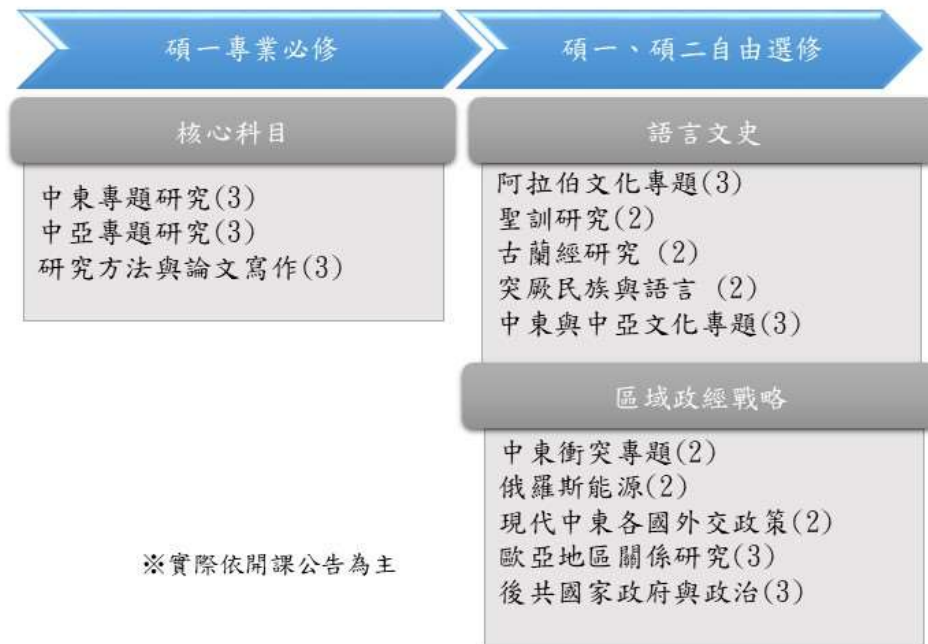 碩一專業必修
碩一、碩二自由選修
核心科目
中東專題研究(3)
中亞專題研究(3)
研究方法與論文寫作(3)
語言文史
阿拉伯文化專題(3)
聖訓研究(2)
古蘭經研究 (2)
突厥民族與語言 (2)
中東與中亞文化專題(3)
區域政經戰略
中東衝突專題(2)
俄羅斯能源(2)
現代中東各國外交政策(2)
歐亞地區關係研究(3)
後共國家政府與政治(3)
※實際依開課公告為主